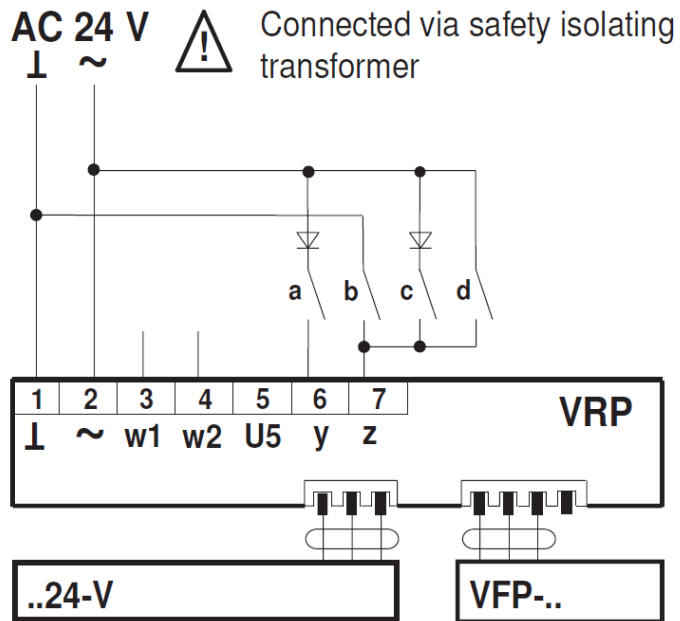 AC 24 V
⊥ ~
Connected via safety isolating
transformer
a b c d
1 2 3 4 5 6 7
⊥ ~ w1 w2 U5 y z
VRP
..24-V
VFP-..